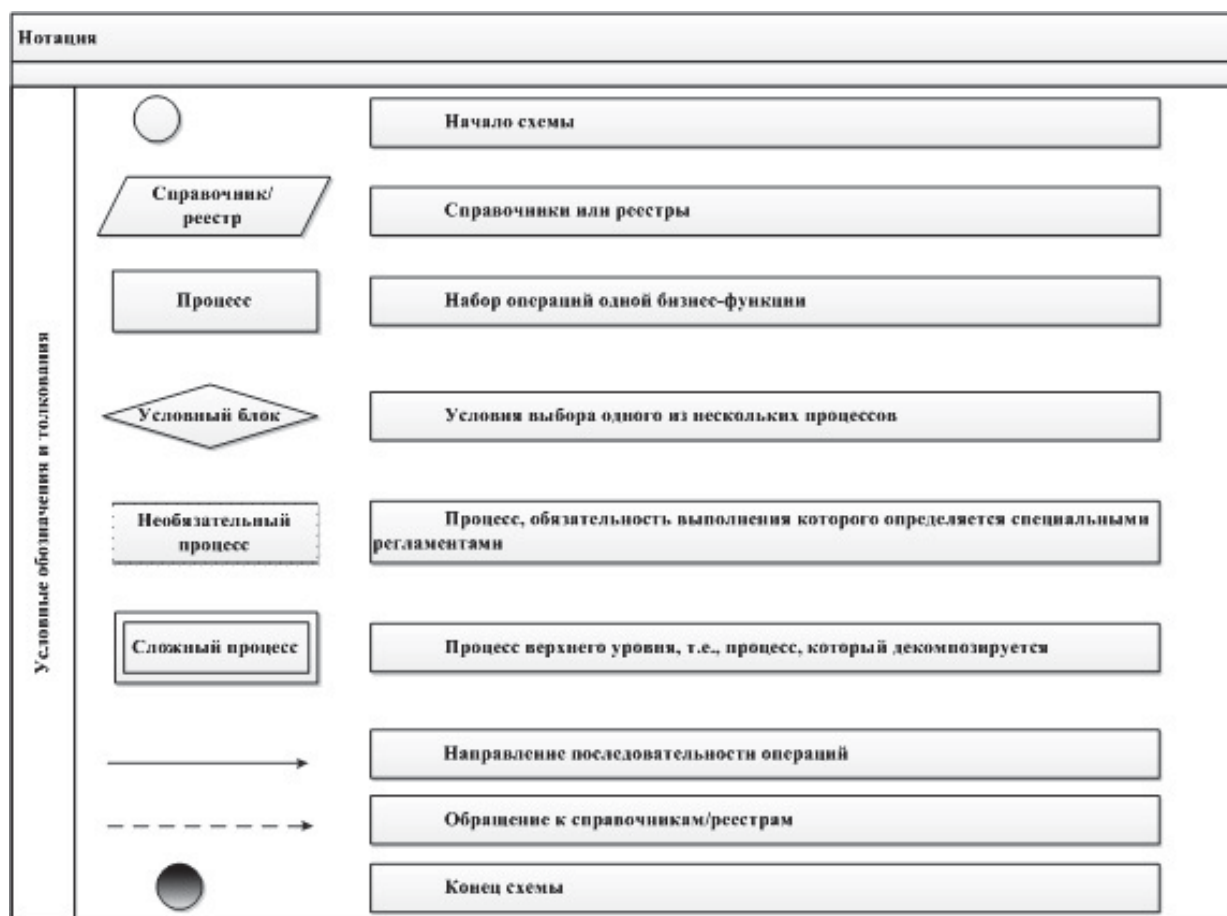 Нотация
Условные обозначения и толкования
Начало схемы
Справочник/
реестр
Справочники или реестры
Процесс
Набор операций одной бизнес-функции
Условный блок
Условия выбора одного из нескольких процессов
Необязательный
процесс
Процесс, обязательность выполнения которого определяется специальными
регламентами
Сложный процесс
Процесс верхнего уровня, т.е., процесс, который декомпозируется
Направление последовательности операций
Обращение к справочникам/реестрам
Конец схемы